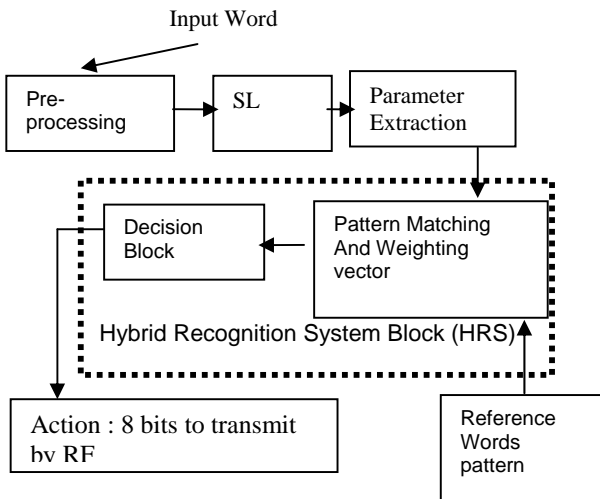 Input Word
Pre-
processing
SL
Parameter
Extraction
Decision
Block
Pattern Matching
And Weighting
vector
Hybrid Recognition System Block (HRS)
Action : 8 bits to transmit
by RF
Reference
Words
pattern